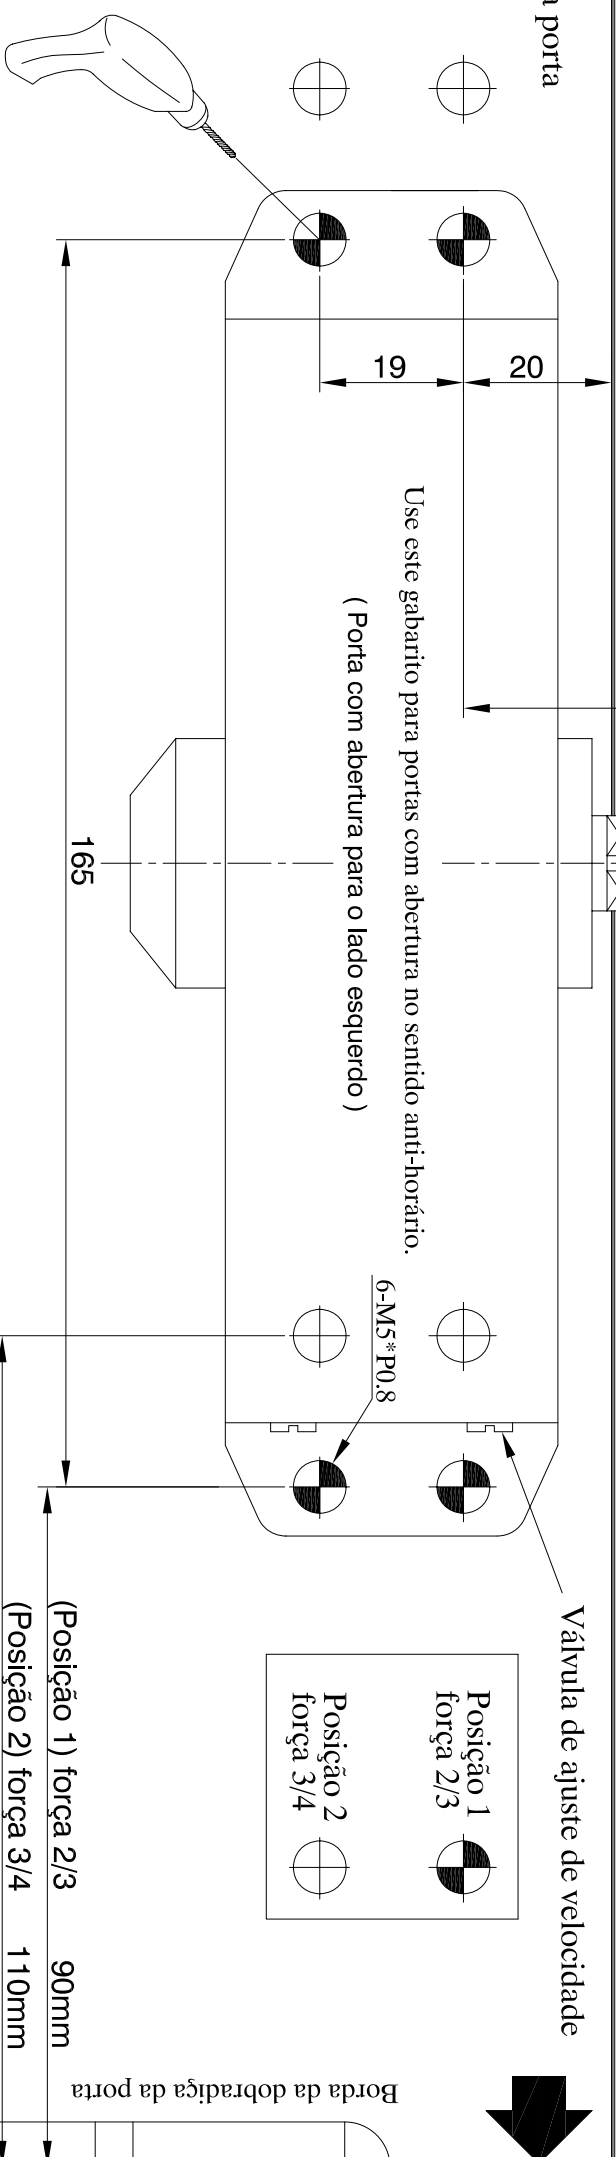 a porta
19
20
Use este gabarito para portas com abertura no sentido anti-horário.
( Porta com abertura para o lado esquerdo )
165
6-M5*P0.8
Válvula de ajuste de velocidade
Posição 1
força 2/3
Posição 2
força 3/4
(Posição 1) força 2/3 90mm
(Posição 2) força 3/4 110mm
Borda da dobradiça da porta